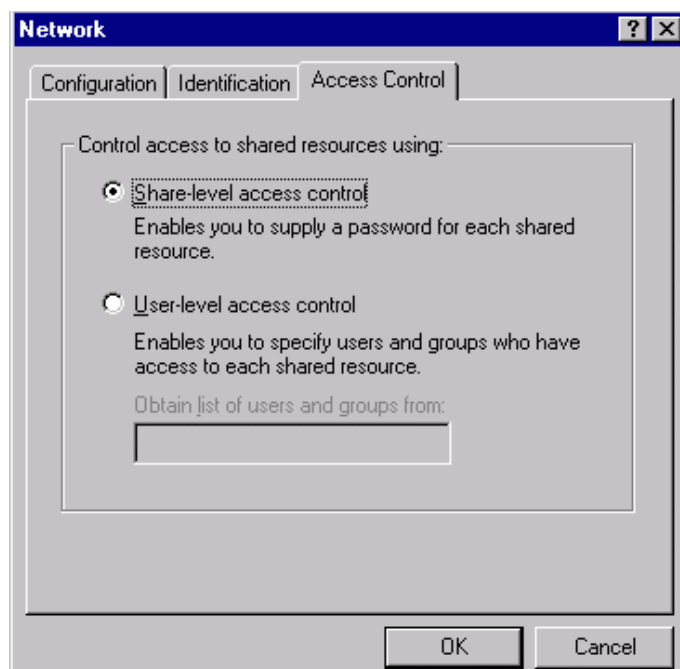 Network
Configuration
Identification
Access Control
Control access to shared resources using:
Share-level access control
Enables you to supply a password for each shared
resource.
User-level access control
Enables you to specify users and groups who have
access to each shared resource.
Obtain list of users and groups from:
OK
Cancel